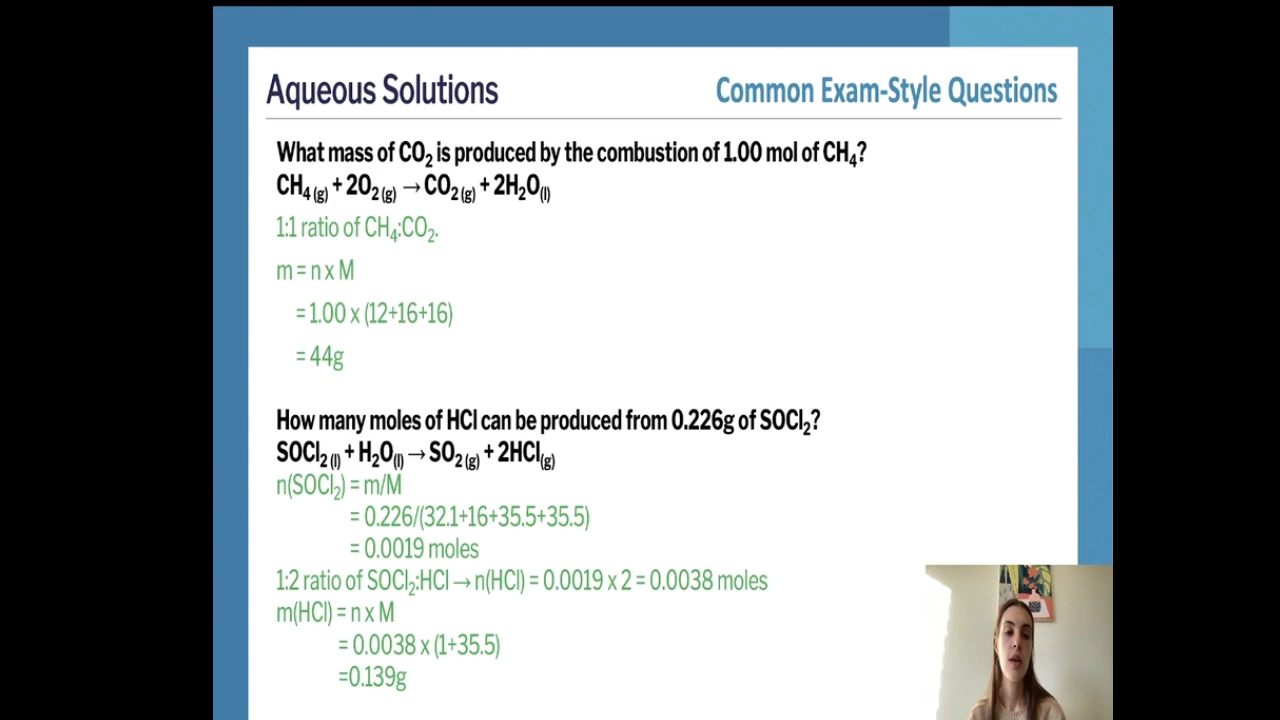 Aqueous Solutions
Common Exam-Style Questions
What mass of CO₂ is produced by the combustion of 1.00 mol of CH₄?
CH₄ ₍g₎ + 2O₂ ₍g₎ → CO₂ ₍g₎ + 2H₂O₍l₎
1:1 ratio of CH₄:CO₂.
m = n x M
= 1.00 x (12+16+16)
= 44g
How many moles of HCl can be produced from 0.226g of SOCl₂?
SOCl₂ ₍l₎ + H₂O₍l₎ → SO₂ ₍g₎ + 2HCl₍g₎
n(SOCl₂) = m/M
= 0.226/(32.1+16+35.5+35.5)
= 0.0019 moles
1:2 ratio of SOCl₂:HCl → n(HCl) = 0.0019 x 2 = 0.0038 moles
m(HCl) = n x M
= 0.0038 x (1+35.5)
=0.139g